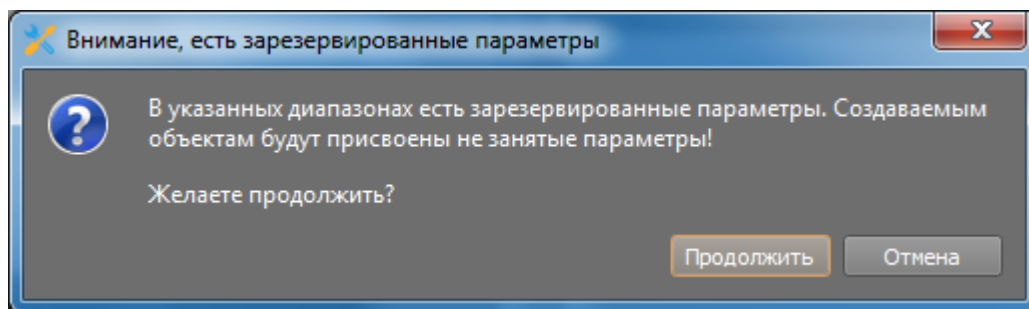 Внимание, есть зарезервированные параметры
В указанных диапазонах есть зарезервированные параметры. Создаваемым
объектам будут присвоены не занятые параметры!
Желаете продолжить?
Продолжить
Отмена